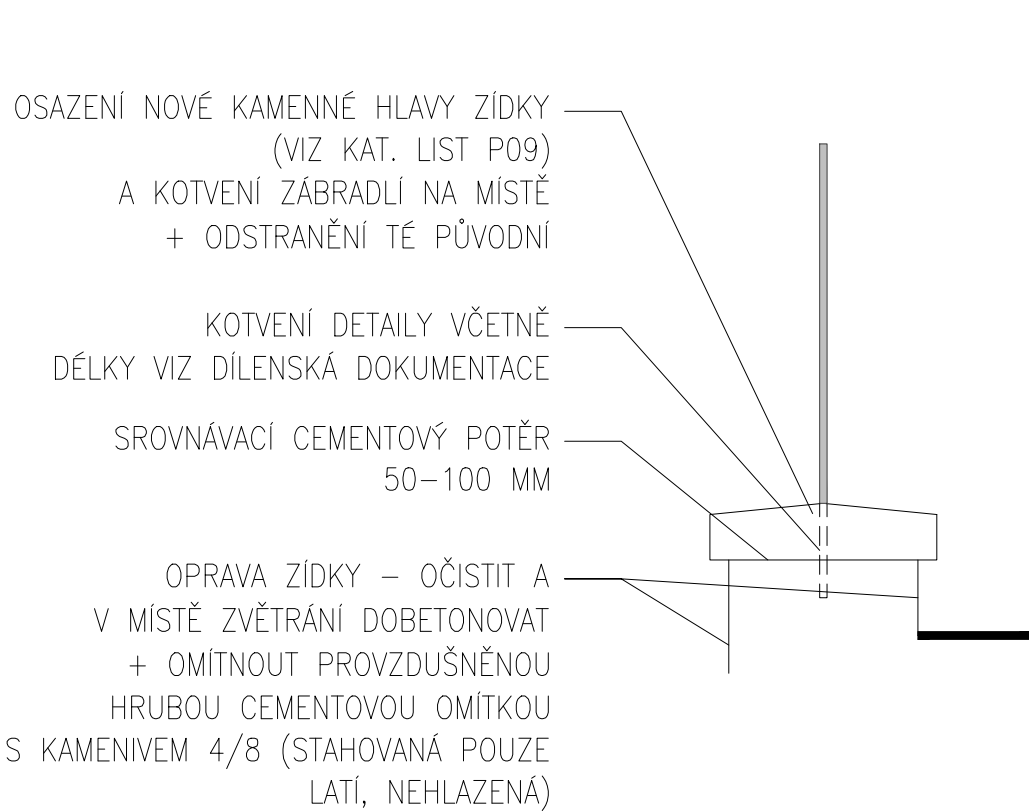 OSAZENÍ NOVÉ KAMENNÉ HLAVY ZÍDKY
(VIZ KAT. LIST P09)
A KOTVENÍ ZÁBRADLÍ NA MÍSTĚ
+ ODSTRANĚNÍ TÉ PŮVODNÍ
KOTVENÍ DETAILY VČETNĚ
DÉLKY VIZ DÍLENSKÁ DOKUMENTACE
SROVNÁVACÍ CEMENTOVÝ POTĚR
50-100 MM
OPRAVA ZÍDKY - OČISTIT A
V MÍSTĚ ZVĚTRÁNÍ DOBETONOVAT
+ OMÍTNOUT PROVZDUŠNĚNOU
HRUBOU CEMENTOVOU OMÍTKOU
S KAMENIVEM 4/8 (STAHOVANÁ POUZE
LATÍ, NEHLAZENÁ)